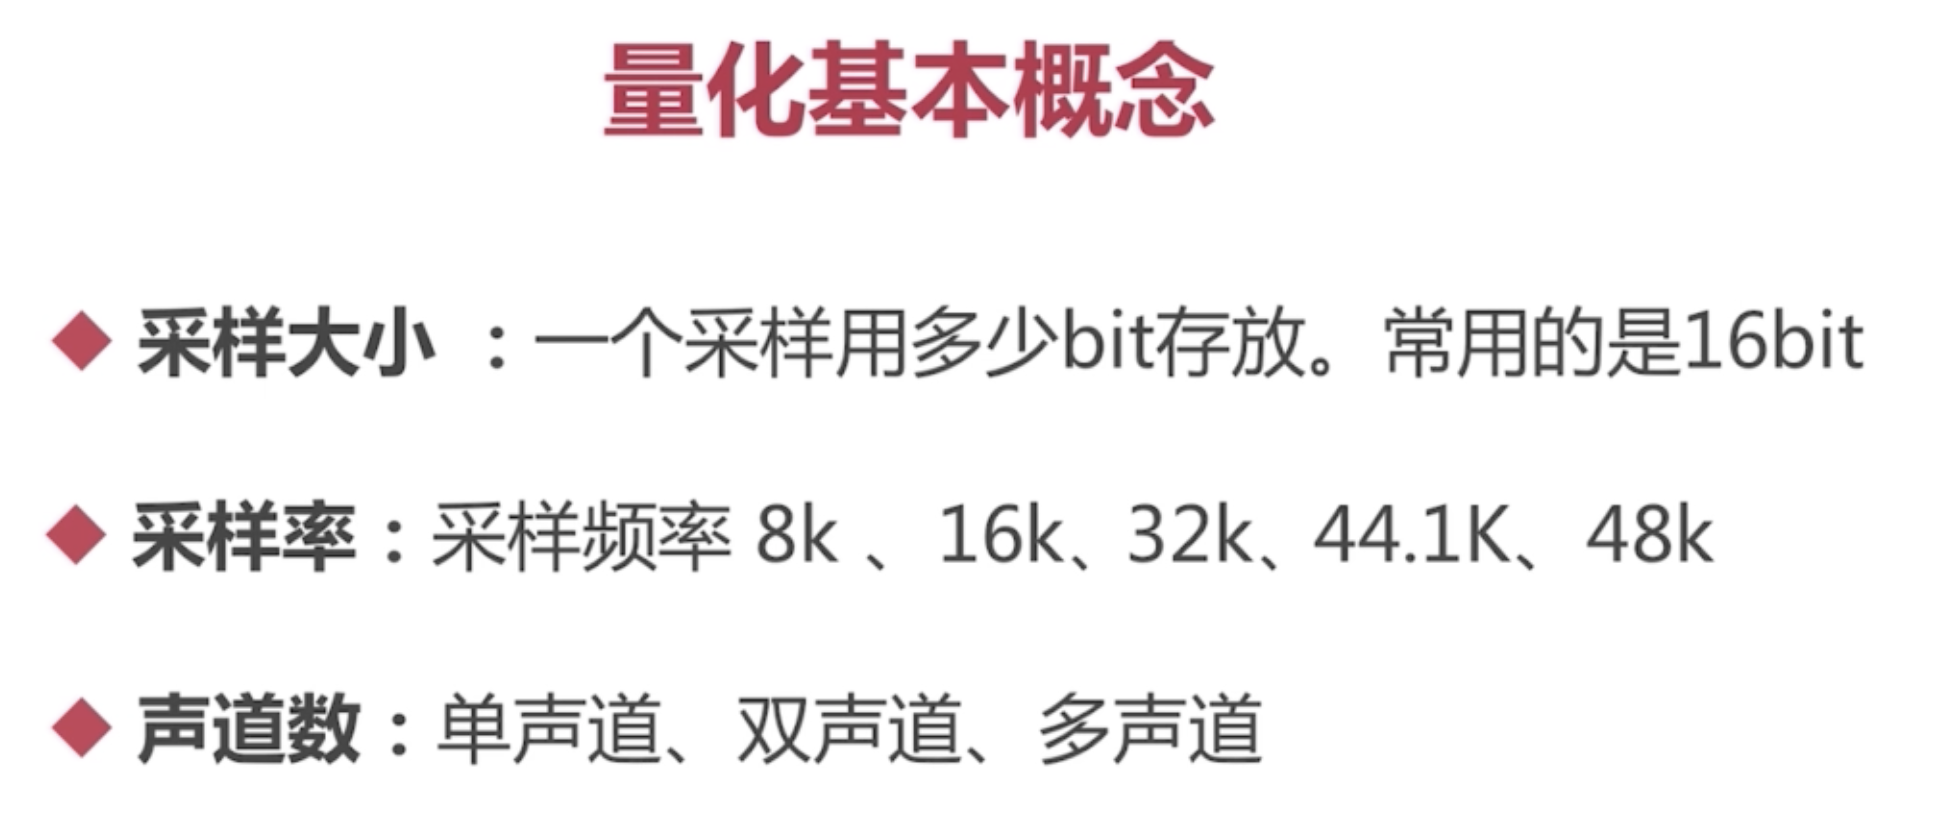 量化基本概念
采样大小 ：一个采样用多少bit存放。常用的是16bit
采样率：采样频率 8k 、 16k、32k、44.1K、48k
声道数：单声道、双声道、多声道